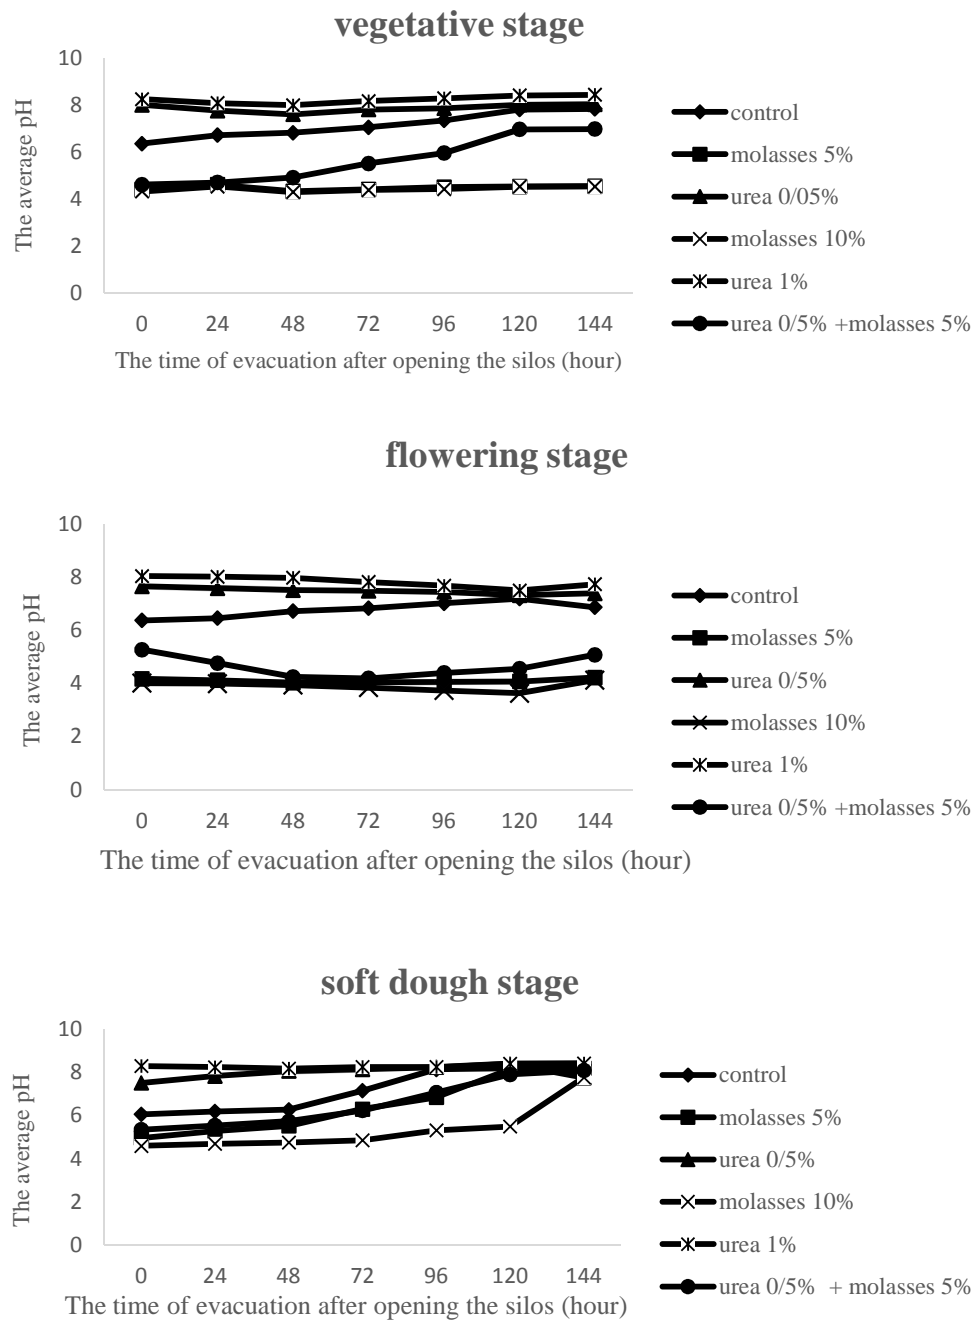 vegetative stage
The average pH
10
8
6
4
2
0
0 24 48 72 96 120 144
The time of evacuation after opening the silos (hour)
control
molasses 5%
urea 0/05%
molasses 10%
urea 1%
urea 0/5% +molasses 5%
flowering stage
The average pH
10
8
6
4
2
0
0 24 48 72 96 120 144
The time of evacuation after opening the silos (hour)
control
molasses 5%
urea 0/5%
molasses 10%
urea 1%
urea 0/5% +molasses 5%
soft dough stage
The average pH
10
8
6
4
2
0
0 24 48 72 96 120 144
The time of evacuation after opening the silos (hour)
control
molasses 5%
urea 0/5%
molasses 10%
urea 1%
urea 0/5% + molasses 5%